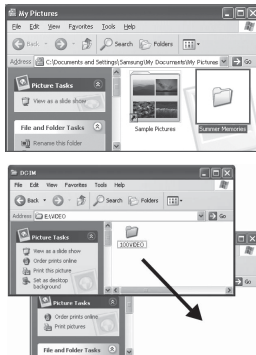 My Pictures
File Edit View Favorites Tools Help
Back Search Folders
Address C:\Documents and Settings\Samsung\My Documents\My Pictures Go
Picture Tasks
View as a slide show
File and Folder Tasks
Rename this folder
Sample Pictures
Summer Memories
DCIM
File Edit View Favorites Tools Help
Back Search Folders
Address E:\VIDEO Go
Picture Tasks
View as a slide show
Order prints online
Print this picture
Set as desktop
background
100VIDEO
Go
Picture Tasks
Order prints online
Print pictures
File and Folder Tasks